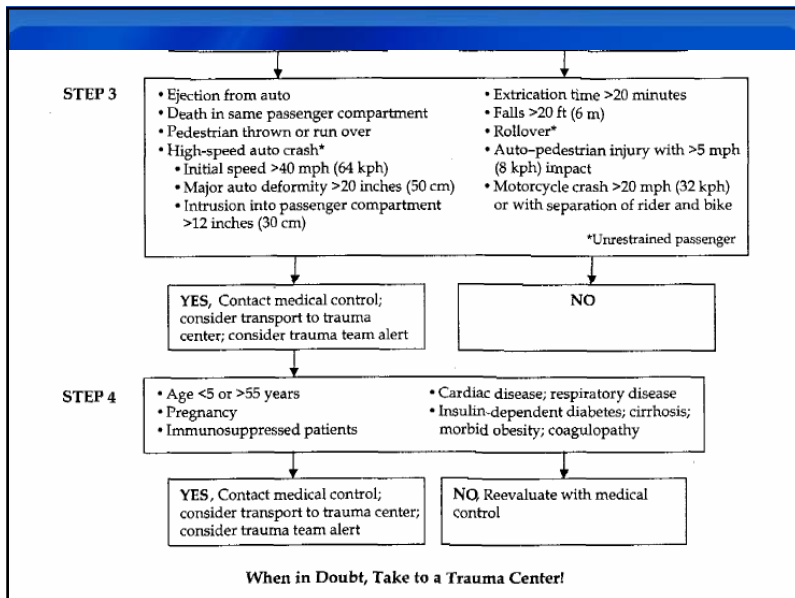 STEP 3
• Ejection from auto
• Death in same passenger compartment
• Pedestrian thrown or run over
• High-speed auto crash*
• Initial speed >40 mph (64 kph)
• Major auto deformity >20 inches (50 cm)
• Intrusion into passenger compartment
>12 inches (30 cm)
• Extrication time >20 minutes
• Falls >20 ft (6 m)
• Rollover*
• Auto-pedestrian injury with >5 mph
(8 kph) impact
• Motorcycle crash >20 mph (32 kph)
or with separation of rider and bike
*Unrestrained passenger
YES, Contact medical control;
consider transport to trauma
center; consider trauma team alert
NO
STEP 4
• Age <5 or >55 years
• Pregnancy
• Immunosuppressed patients
• Cardiac disease; respiratory disease
• Insulin-dependent diabetes; cirrhosis;
morbid obesity; coagulopathy
YES, Contact medical control;
consider transport to trauma center;
consider trauma team alert
NO, Reevaluate with medical
control
When in Doubt, Take to a Trauma Center!